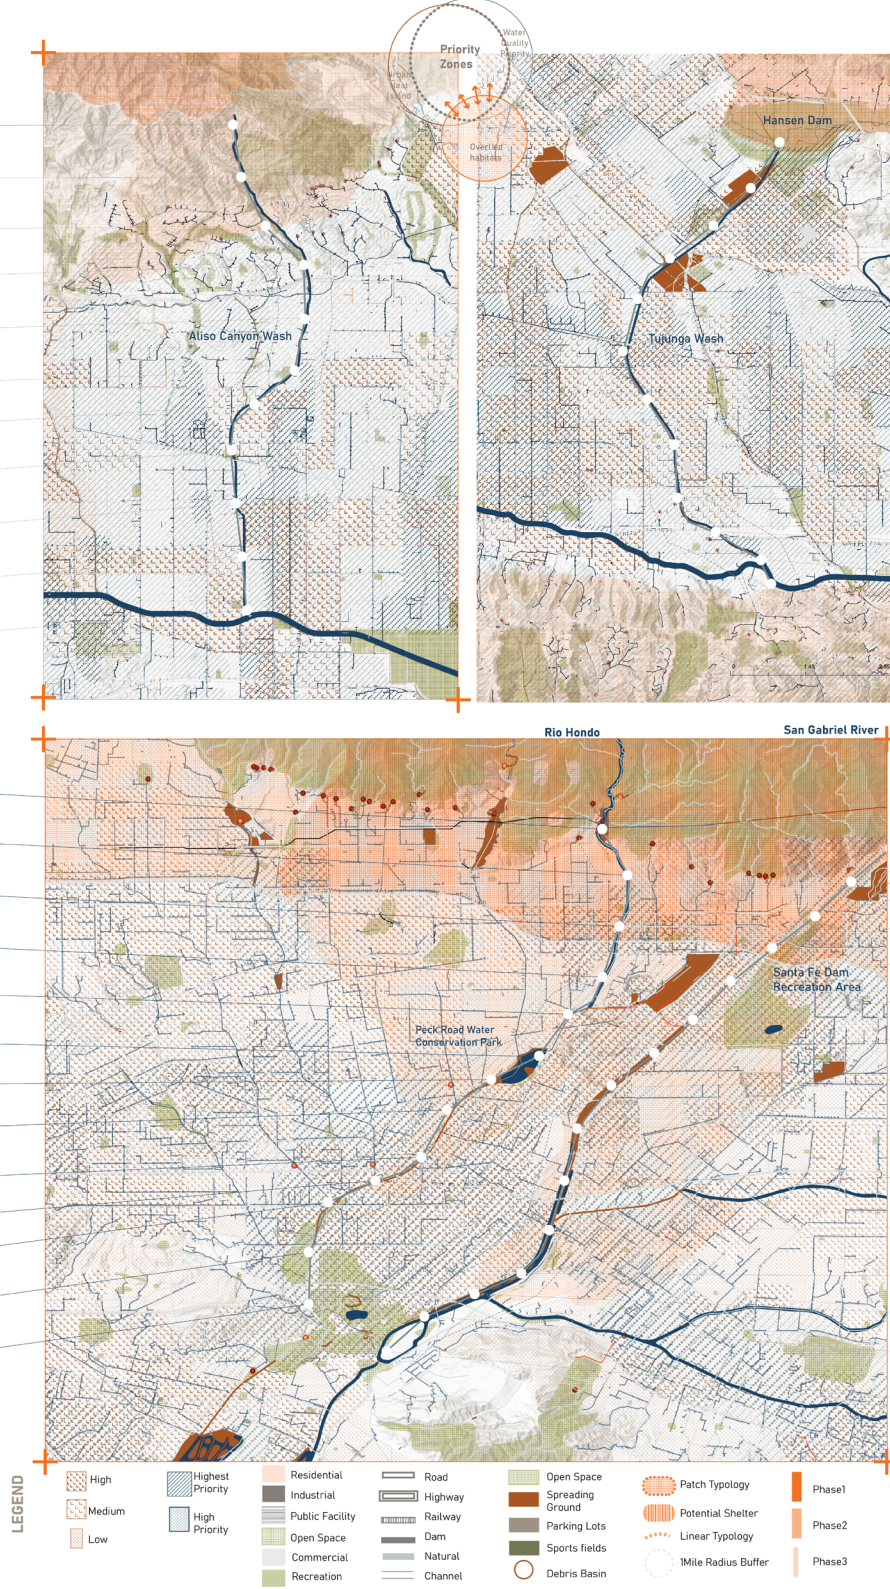 Priority
Zones
Water
Quality
Priority
Urban
Heat
Island
Overlaid
habitats
Hansen Dam
Aliso Canyon Wash
Tujunga Wash
Rio Hondo
San Gabriel River
Santa Fe Dam
Recreation Area
Peck Road Water
Conservation Park
LEGEND
High
Medium
Low
Highest
Priority
High
Priority
Residential
Industrial
Public Facility
Open Space
Commercial
Recreation
Road
Highway
Railway
Dam
Natural
Channel
Open Space
Spreading
Ground
Parking Lots
Sports fields
Debris Basin
Patch Typology
Potential Shelter
Linear Typology
1Mile Radius Buffer
Phase1
Phase2
Phase3